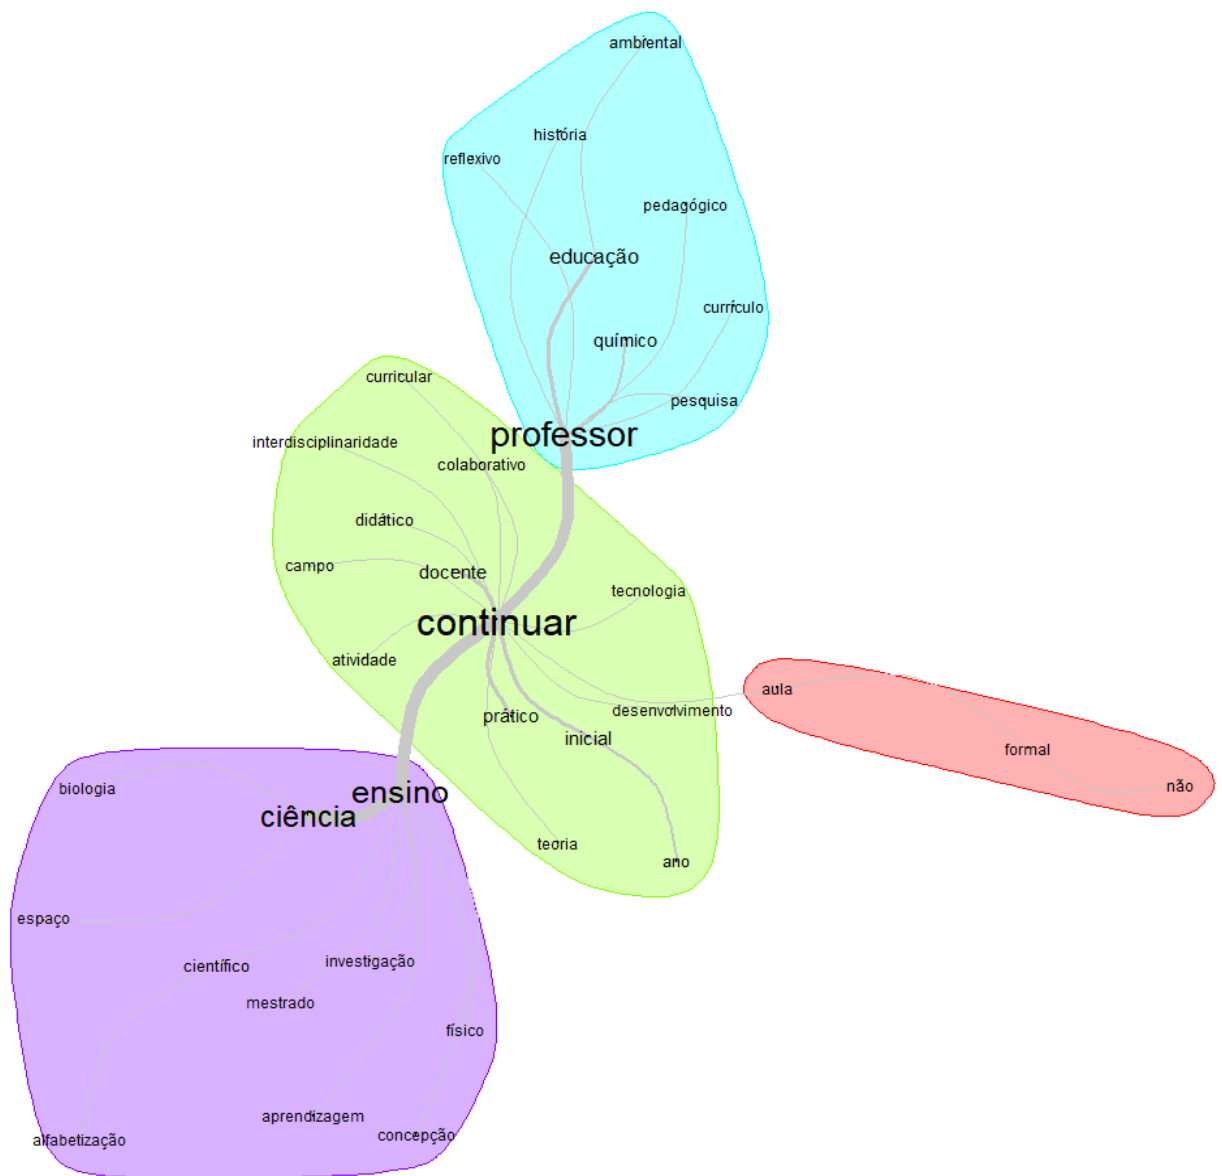 ambiental
história
reflexivo
pedagógico
educação
currículo
químico
pesquisa
professor
curricular
interdisciplinaridade
colaborativo
didático
campo
docente
tecnologia
continuar
atividade
desenvolvimento
prático
inicial
teoria
ano
aula
formal
não
ensino
ciência
biologia
espaço
científico
investigação
mestrado
físico
aprendizagem
concepção
alfabetização